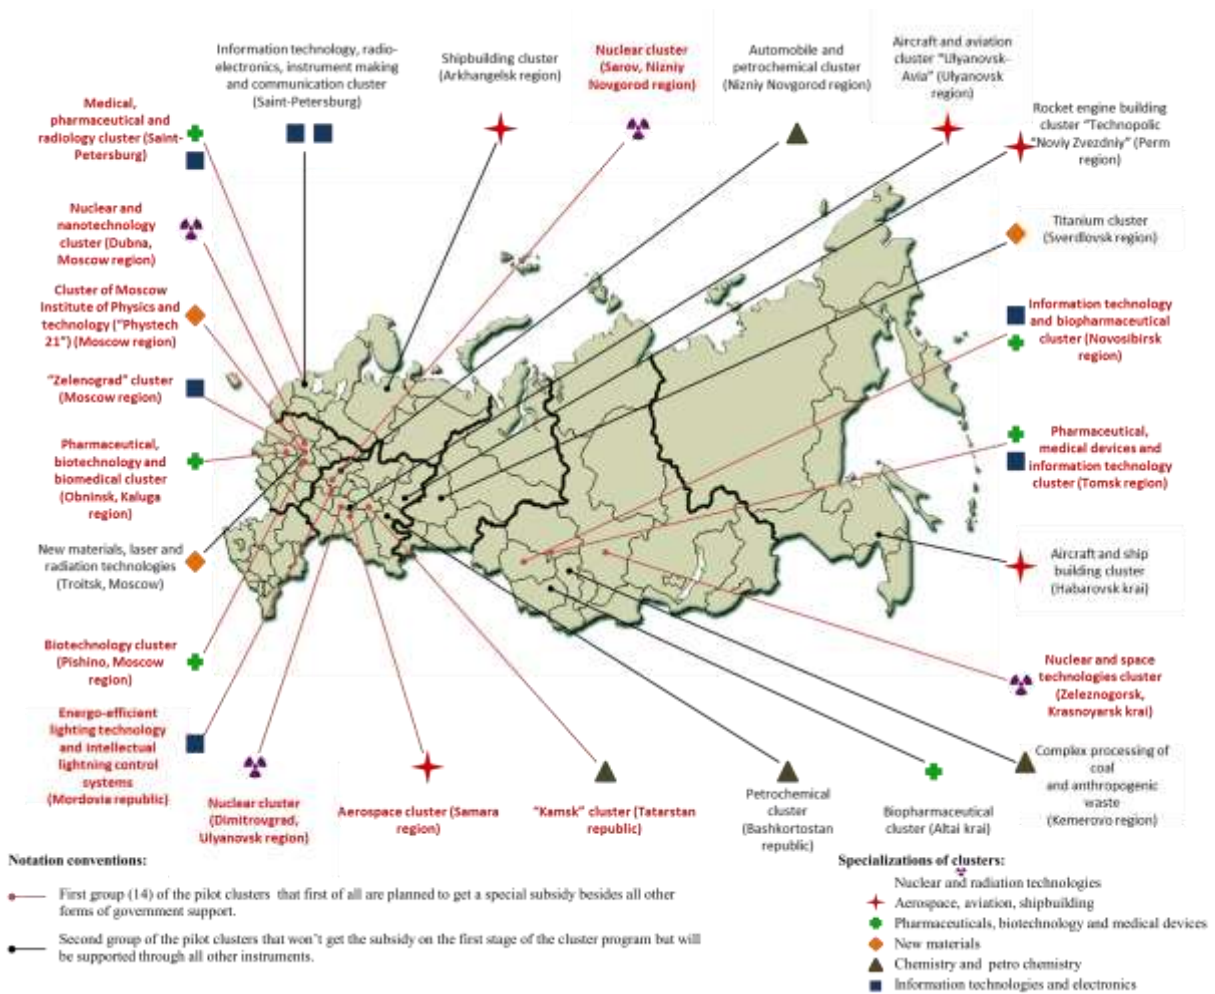 Information technology, radio-
electronics, instrument making
and communication cluster
(Saint-Petersburg)
Shipbuilding cluster
(Arkhangelsk region)
Nuclear cluster
(Sarov, Nizniy
Novgorod region)
Automobile and
petrochemical cluster
(Nizniy Novgorod region)
Aircraft and aviation
cluster "Ulyanovsk-
Avia" (Ulyanovsk
region)
Rocket engine building
cluster "Technopolic
"Noviy Zvezdniy" (Perm
region)
Titanium cluster
(Sverdlovsk region)
Information technology
and biopharmaceutical
cluster (Novosibirsk
region)
Pharmaceutical,
medical devices and
information technology
cluster (Tomsk region)
Aircraft and ship
building cluster
(Habarovsk krai)
Nuclear and space
technologies cluster
(Zeleznogorsk,
Krasnoyarsk krai)
Complex processing of
coal
and anthropogenic
waste
(Kemerovo region)
Medical,
pharmaceutical and
radiology cluster (Saint-
Petersburg)
Nuclear and
nanotechnology
cluster (Dubna,
Moscow region)
Cluster of Moscow
Institute of Physics and
technology ("Phystech
21") (Moscow region)
"Zelenograd" cluster
(Moscow region)
Pharmaceutical,
biotechnology and
biomedical cluster
(Obninsk, Kaluga
region)
New materials, laser and
radiation technologies
(Troitsk, Moscow)
Biotechnology cluster
(Pishino, Moscow
region)
Energo-efficient
lighting technology
and intellectual
lightning control
systems
(Mordovia republic)
Nuclear cluster
(Dimitrovgrad,
Ulyanovsk region)
Aerospace cluster (Samara
region)
"Kamsk" cluster (Tatarstan
republic)
Petrochemical
cluster
(Bashkortostan
republic)
Biopharmaceutical
cluster (Altai krai)
Notation conventions:
First group (14) of the pilot clusters that first of all are planned to get a special subsidy besides all other
forms of government support.
Second group of the pilot clusters that won't get the subsidy on the first stage of the cluster program but will
be supported through all other instruments.
Specializations of clusters:
Nuclear and radiation technologies
Aerospace, aviation, shipbuilding
Pharmaceuticals, biotechnology and medical devices
New materials
Chemistry and petro chemistry
Information technologies and electronics